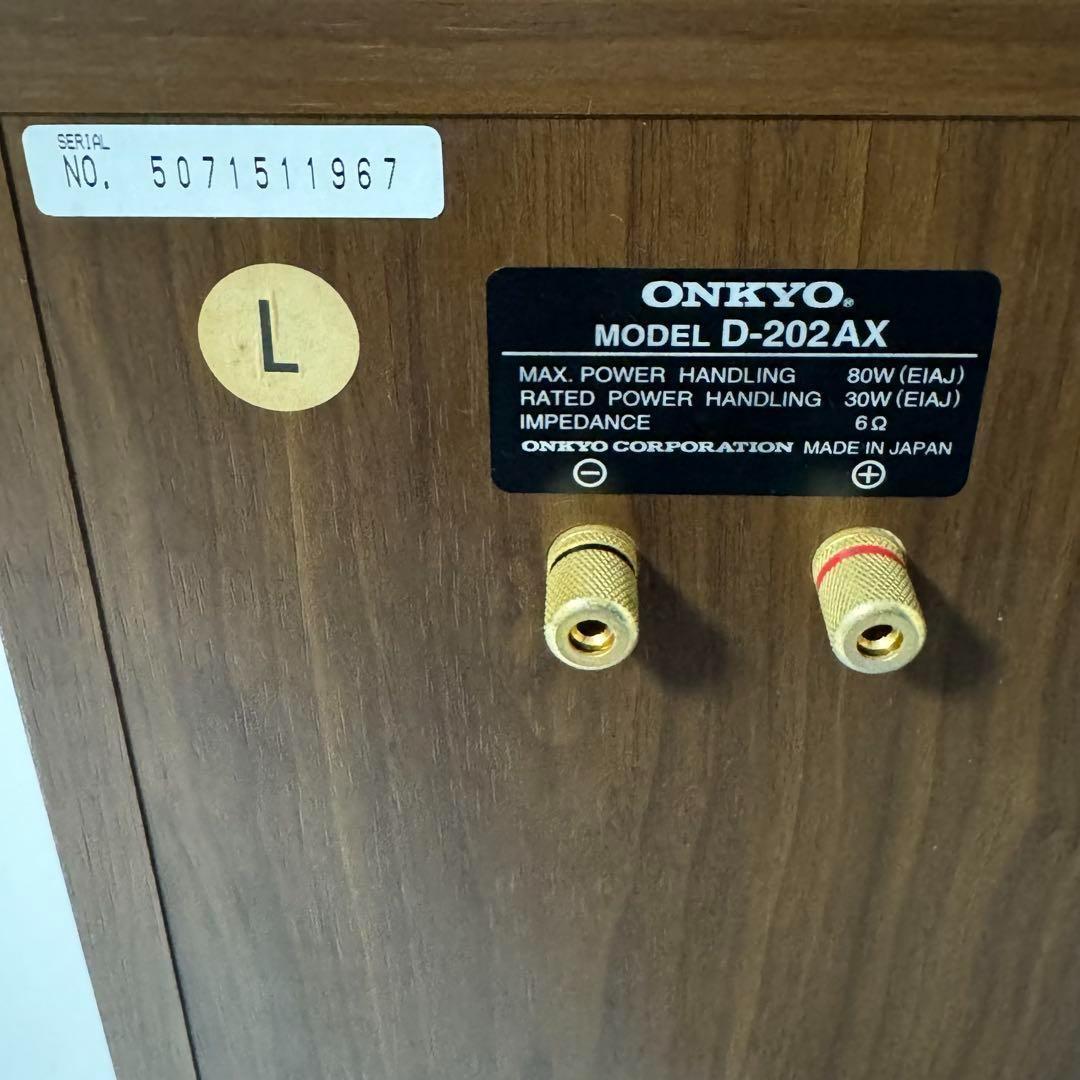 SERIAL
NO. 5071511967
L
ONKYO®
MODEL D-202AX
MAX. POWER HANDLING 80W (EIAJ)
RATED POWER HANDLING 30W (EIAJ)
IMPEDANCE 6Ω
ONKYO CORPORATION MADE IN JAPAN
⊖ ⊕